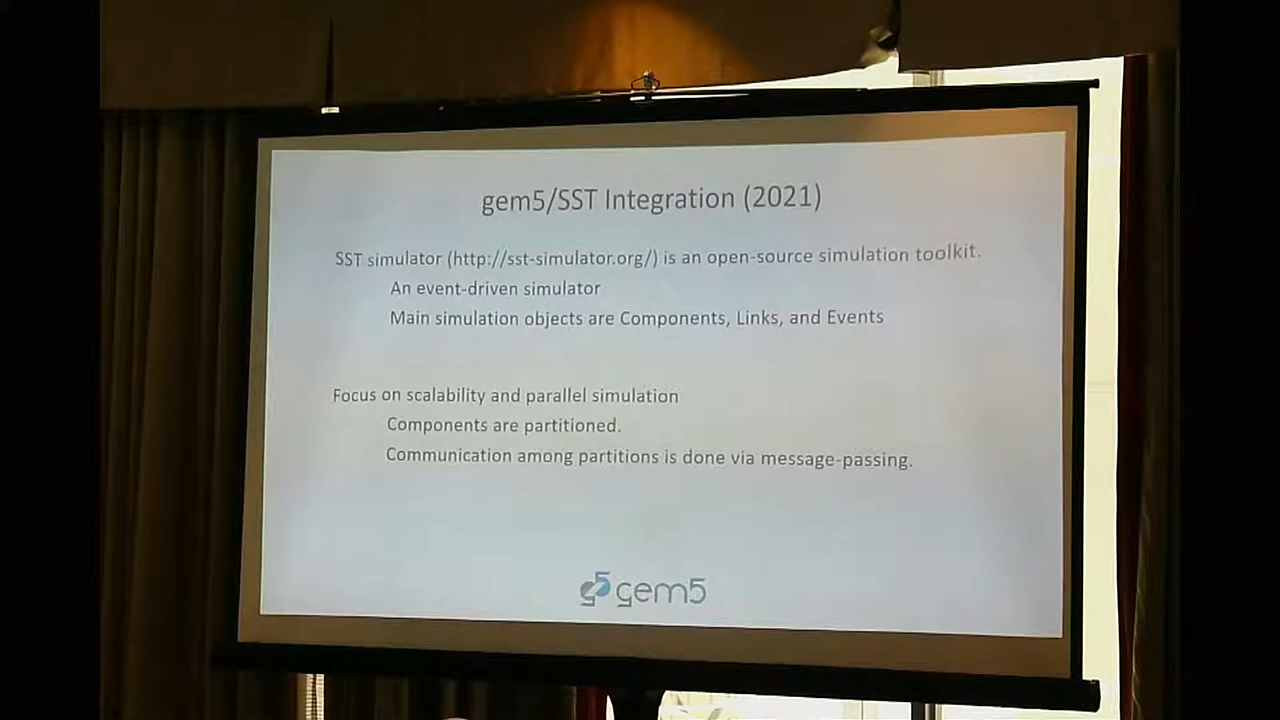 gem5/SST Integration (2021)
SST simulator (http://sst-simulator.org/) is an open-source simulation toolkit.
An event-driven simulator
Main simulation objects are Components, Links, and Events
Focus on scalability and parallel simulation
Components are partitioned.
Communication among partitions is done via message-passing.
gem5